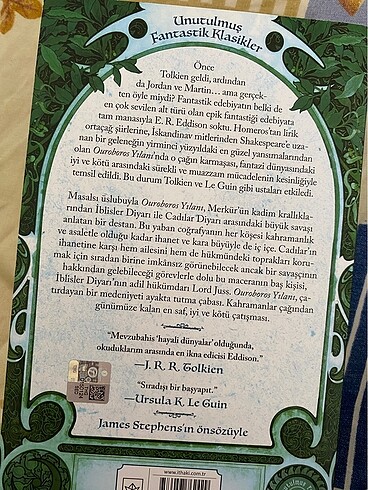 Unutulmuş
Fantastik Klasikler
Önce
Tolkien geldi, ardından
da Jordan ve Martin… ama gerçek-
ten öyle miydi? Fantastik edebiyatın belki de
en çok sevilen alt türü olan epik fantastiği edebiyata
tam manasıyla E. R. Eddison soktu. Homeros'tan lirik
ortaçağ şiirlerine, İskandinav mitlerinden Shakespeare'e uza-
nan bir geleneğin yirminci yüzyıldaki en güzel yansımalarından
olan Ouroboros Yılanı'nda o çağın karmaşası, fantazi dünyasındaki
iyi ve kötü arasındaki sürekli ve muazzam mücadelenin kesinliğiyle
temsil edildi. Bu durum Tolkien ve Le Guin gibi ustaları etkiledi.
Masalsı üslubuyla Ouroboros Yılanı, Merkür'ün kadim krallıkla-
rından İblisler Diyarı ile Cadılar Diyarı arasındaki büyük savaşı
anlatan bir destan. Bu yaban coğrafyanın her köşesi kahramanlık
ve asaletle olduğu kadar ihanet ve kara büyüyle de iç içe. Cadılar'ın
ihanetine karşı hem ailesini hem de hükmündeki toprakları koru-
mak için sıradan birine imkânsız görünebilecek ancak bir savaşçının
hakkından gelebileceği görevlerle dolu bu maceranın baş kişisi,
İblisler Diyarı'nın adil hükümdarı Lord Juss. Ouroboros Yılanı, ça-
tırdayan bir medeniyeti ayakta tutma çabası. Kahramanlar çağından
günümüze kalan en saf, iyi ve kötü çatışması.
"Mevzubahis 'hayali dünyalar' olduğunda,
okuduklarım arasında en ikna edicisi Eddison."
—J. R. R. Tolkien
"Sıradışı bir başyapıt."
—Ursula K. Le Guin
James Stephens'ın önsözüyle
www.ithaki.com.tr